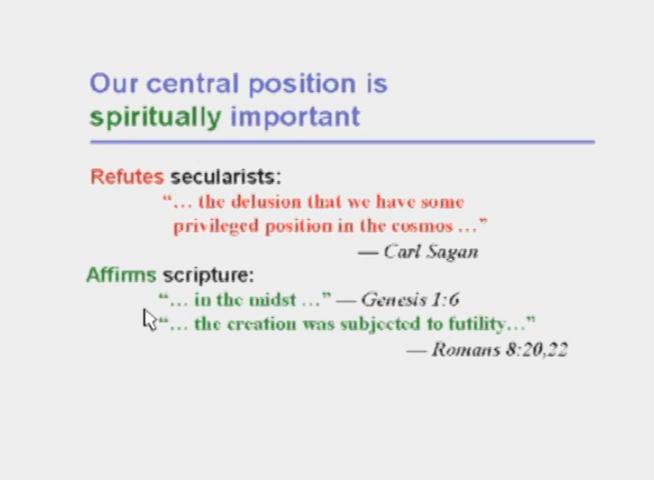 Our central position is
spiritually important
Refutes secularists:
“… the delusion that we have some
privileged position in the cosmos …”
— Carl Sagan
Affirms scripture:
“… in the midst …” — Genesis 1:6
“… the creation was subjected to futility…”
— Romans 8:20,22